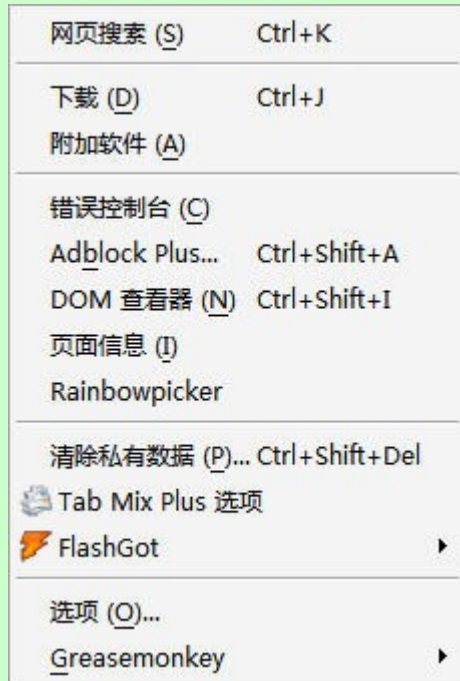 网页搜索 (S) Ctrl+K
下载 (D) Ctrl+J
附加软件 (A)
错误控制台 (C)
Adblock Plus... Ctrl+Shift+A
DOM 查看器 (N) Ctrl+Shift+I
页面信息 (I)
Rainbowpicker
清除私有数据 (P)... Ctrl+Shift+Del
Tab Mix Plus 选项
FlashGot
选项 (O)...
Greasemonkey